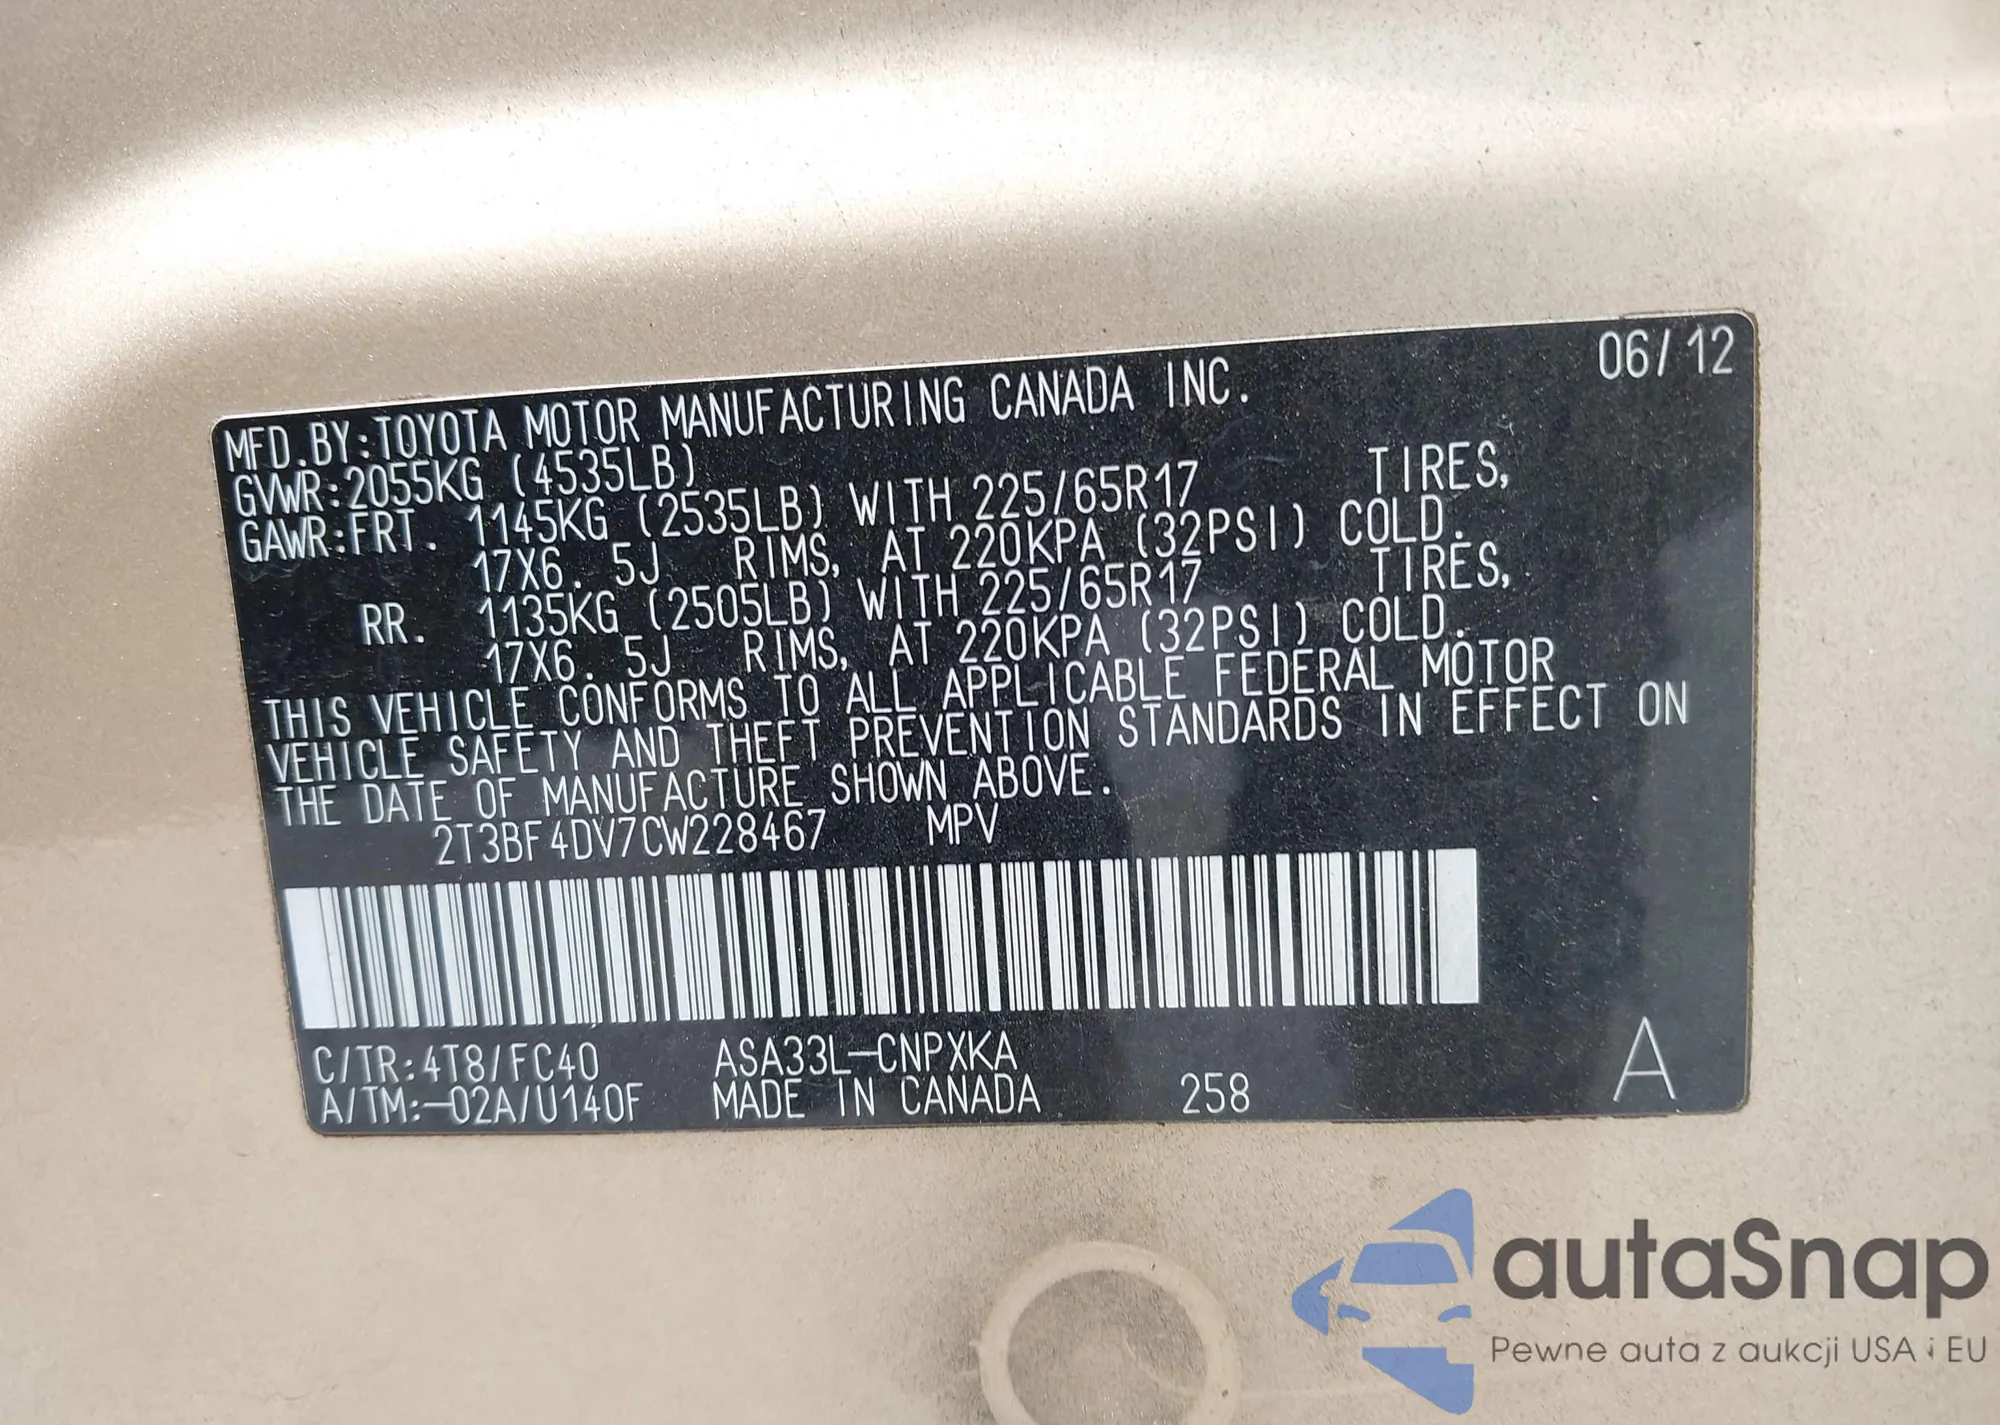 06/12
MFD.BY:TOYOTA MOTOR MANUFACTURING CANADA INC.
GVWR:2055KG (4535LB)
GAWR:FRT. 1145KG (2535LB) WITH 225/65R17 TIRES,
17X6.5J RIMS, AT 220KPA (32PSI) COLD.
RR. 1135KG (2505LB) WITH 225/65R17 TIRES,
17X6.5J RIMS, AT 220KPA (32PSI) COLD.
THIS VEHICLE CONFORMS TO ALL APPLICABLE FEDERAL MOTOR
VEHICLE SAFETY AND THEFT PREVENTION STANDARDS IN EFFECT ON
THE DATE OF MANUFACTURE SHOWN ABOVE.
2T3BF4DV7CW228467 MPV
C/TR:4T8/FC40 ASA33L-CNPXKA
A/TM:-02A/U140F MADE IN CANADA 258 A
autoSnap
Pewne auta z aukcji USA i EU